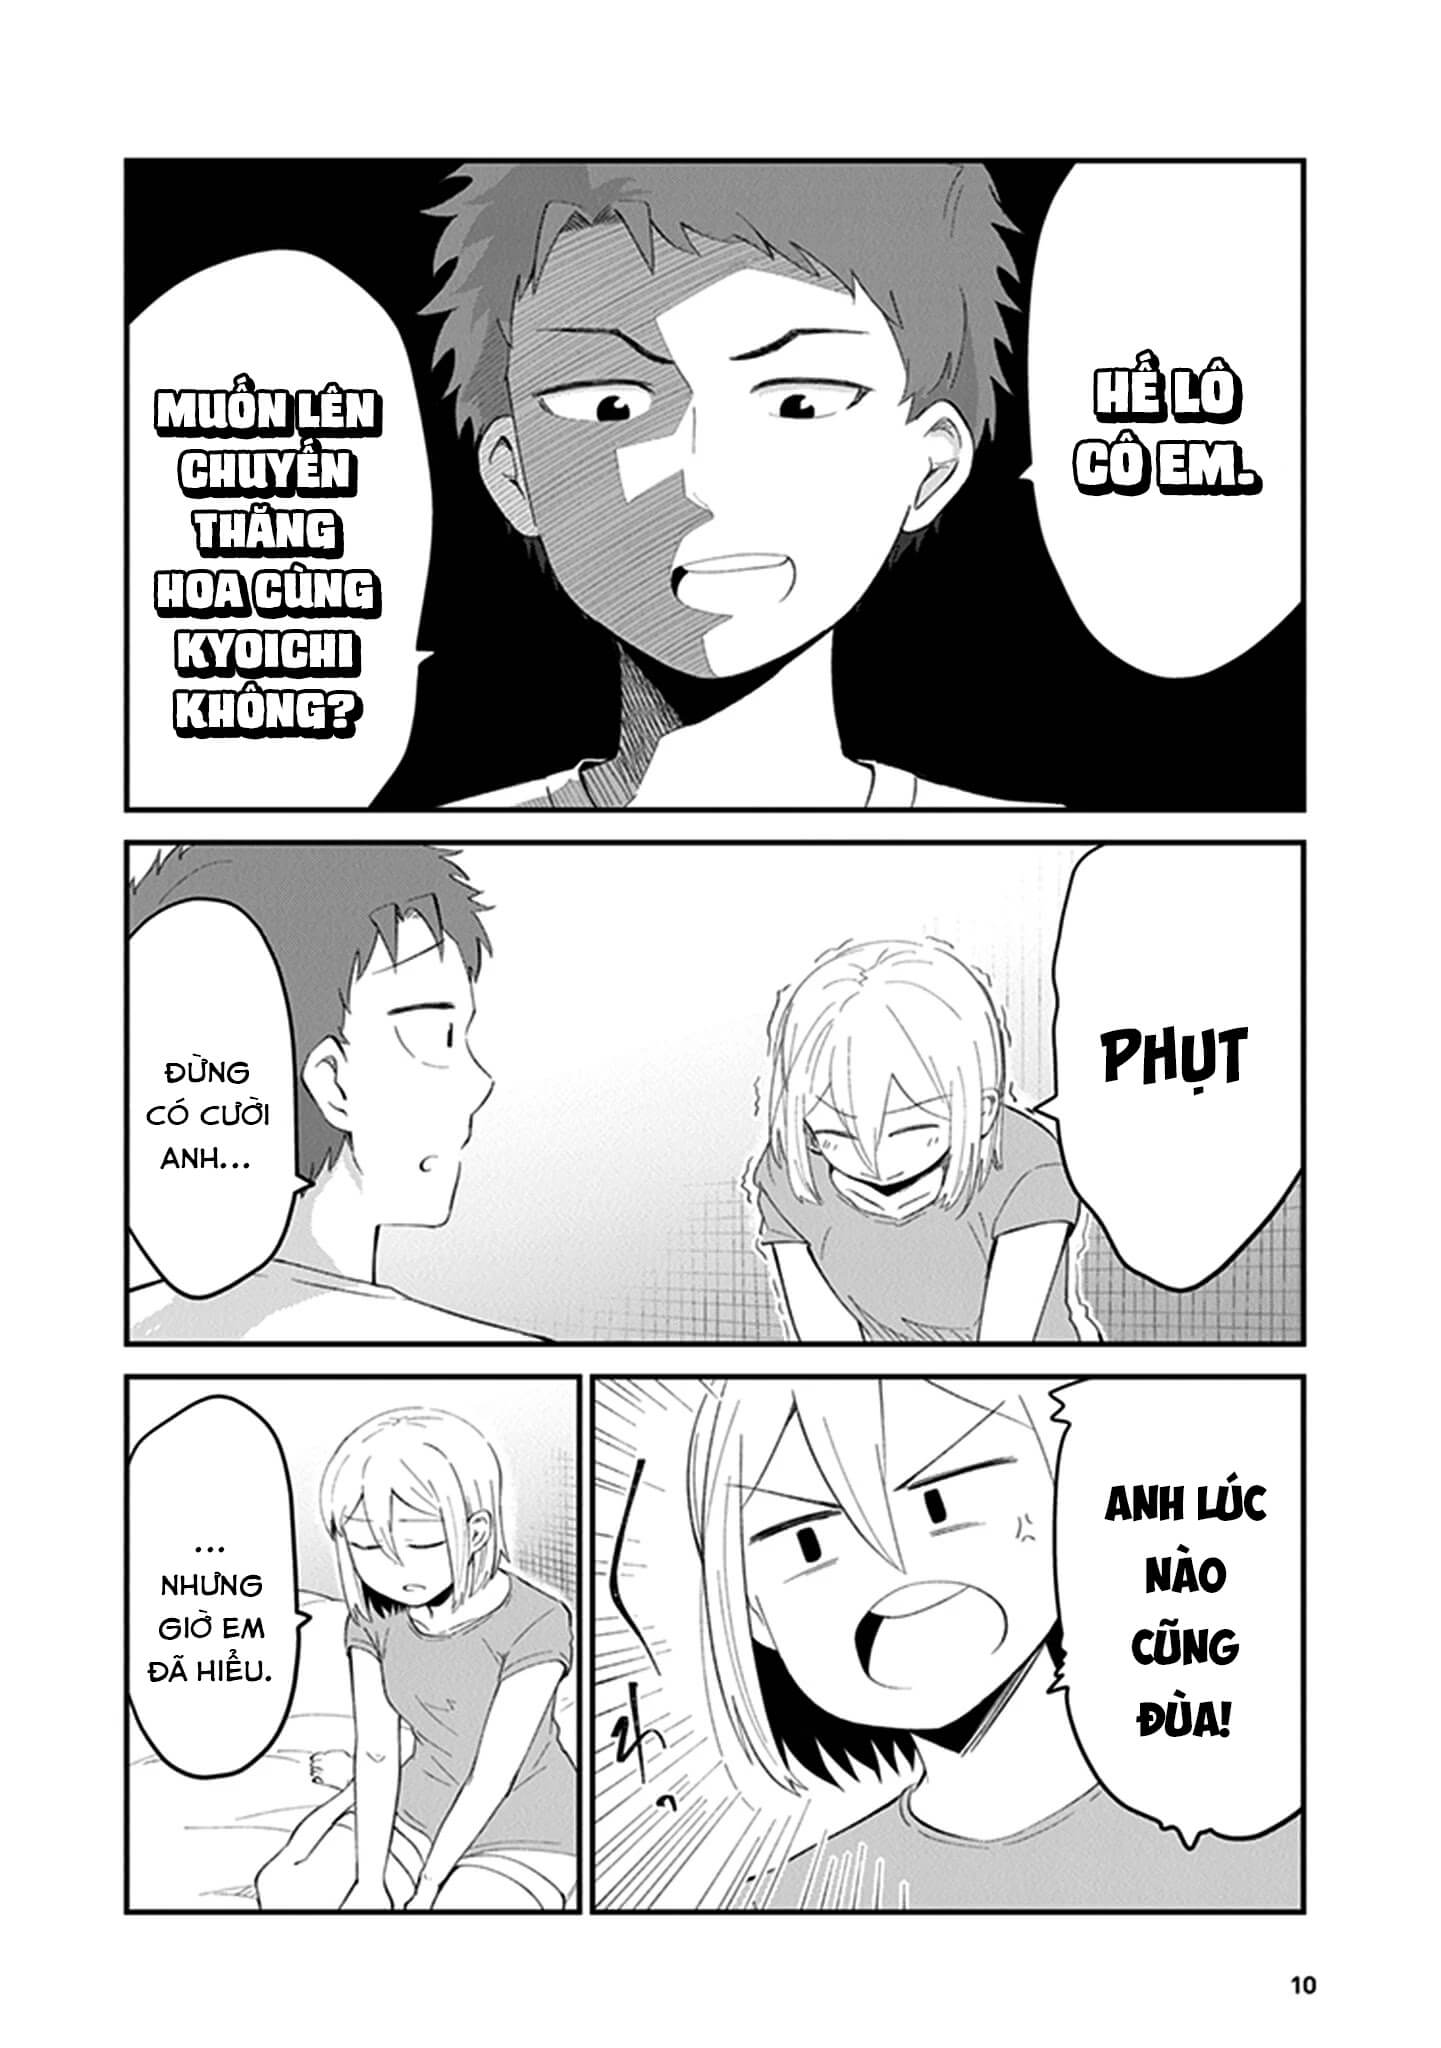 HẾ LÔ
CÔ EM.
MUỐN LÊN
CHUYẾN
THĂNG
HOA CÙNG
KYOICHI
KHÔNG?
PHỤT
ĐỪNG
CÓ CƯỜI
ANH...
ANH LÚC
NÀO
CŨNG
ĐÙA!
...
NHƯNG
GIỜ EM
ĐÃ HIỂU.
10